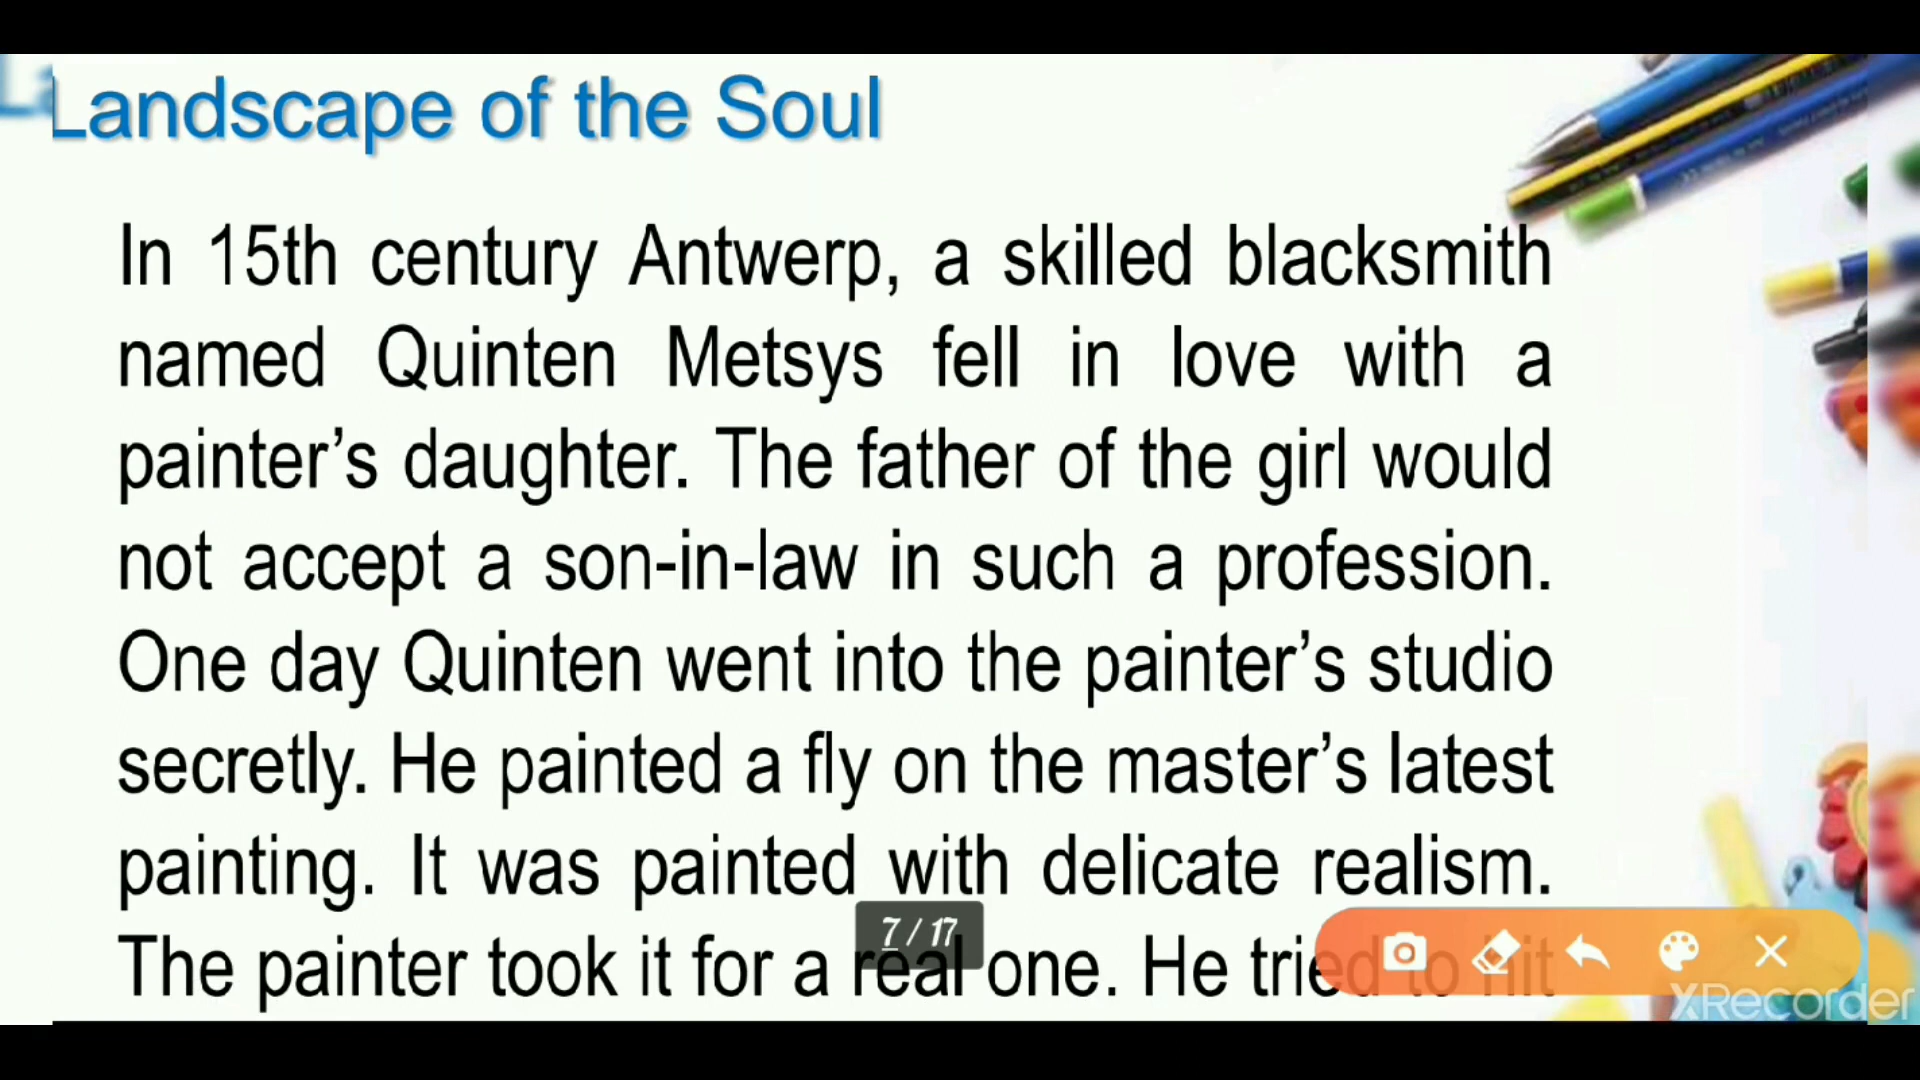 Landscape of the Soul
In 15th century Antwerp, a skilled blacksmith
named Quinten Metsys fell in love with a
painter’s daughter. The father of the girl would
not accept a son-in-law in such a profession.
One day Quinten went into the painter’s studio
secretly. He painted a fly on the master’s latest
painting. It was painted with delicate realism.
The painter took it for a real one. He tried to hit
7 / 17
XRecorder